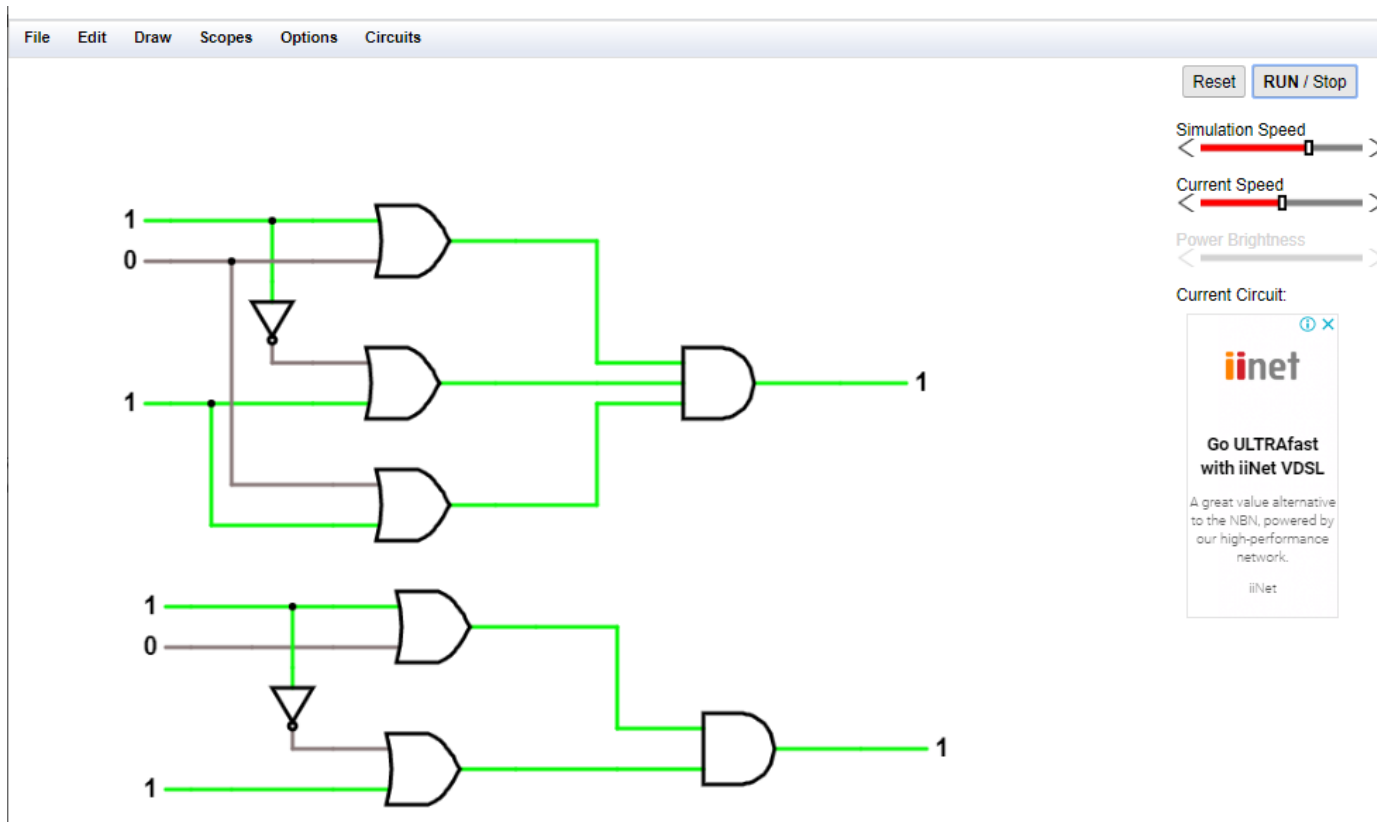 File Edit Draw Scopes Options Circuits
Reset RUN / Stop
Simulation Speed
Current Speed
Power Brightness
Current Circuit:
iinet
Go ULTRAfast
with iiNet VDSL
A great value alternative
to the NBN, powered by
our high-performance
network.
iiNet
1
0
1
1
1
0
1
1